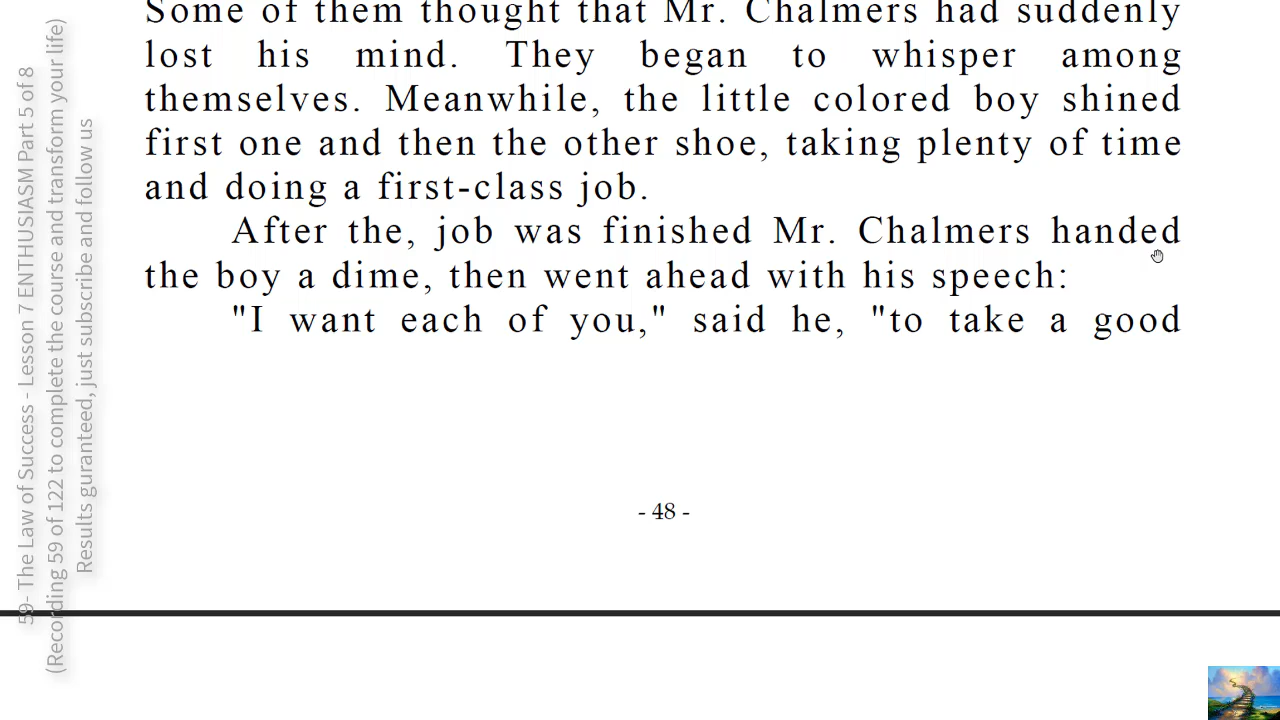 Some of them thought that Mr. Chalmers had suddenly
lost his mind. They began to whisper among
themselves. Meanwhile, the little colored boy shined
first one and then the other shoe, taking plenty of time
and doing a first-class job.
After the, job was finished Mr. Chalmers handed
the boy a dime, then went ahead with his speech:
"I want each of you," said he, "to take a good
- 48 -
59- The Law of Success - Lesson 7 ENTHUSIASM Part 5 of 8
(Recording 59 of 122 to complete the course and transform your life)
Results guranteed, just subscribe and follow us